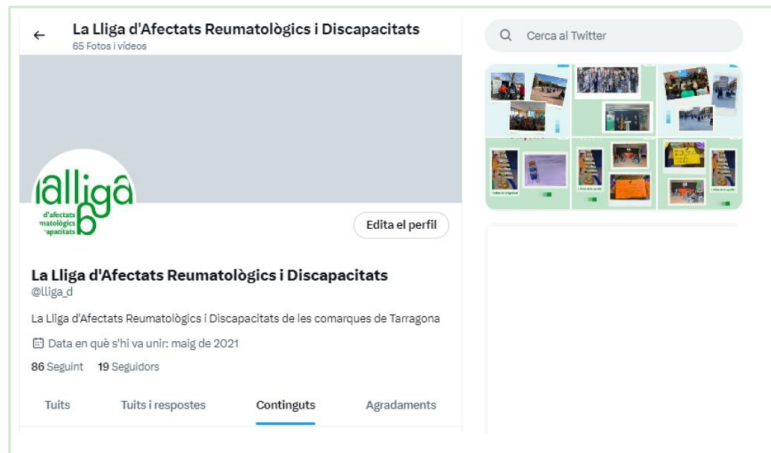 La Lliga d'Afectats Reumatològics i Discapacitats
65 Fotos i vídeos
Cerca al Twitter
lalliga
d'afectats
matològics
apacitats
Edita el perfil
La Lliga d'Afectats Reumatològics i Discapacitats
@lliga_d
La Lliga d'Afectats Reumatològics i Discapacitats de les comarques de Tarragona
Data en què s'hi va unir: maig de 2021
86 Seguint 19 Seguidors
Tuits Tuits i respostes Continguts Agradaments